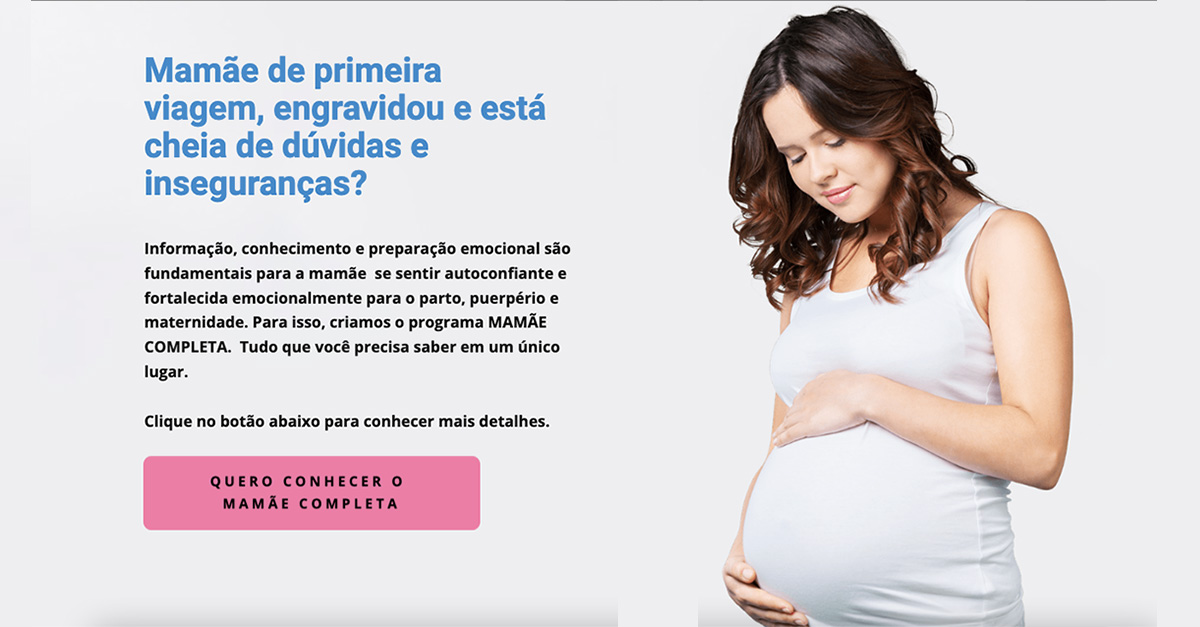 Mamãe de primeira
viagem, engravidou e está
cheia de dúvidas e
inseguranças?
Informação, conhecimento e preparação emocional são
fundamentais para a mamãe  se sentir autoconfiante e
fortalecida emocionalmente para o parto, puerpério e
maternidade. Para isso, criamos o programa MAMÃE
COMPLETA.  Tudo que você precisa saber em um único
lugar.
Clique no botão abaixo para conhecer mais detalhes.
QUERO CONHECER O
MAMÃE COMPLETA